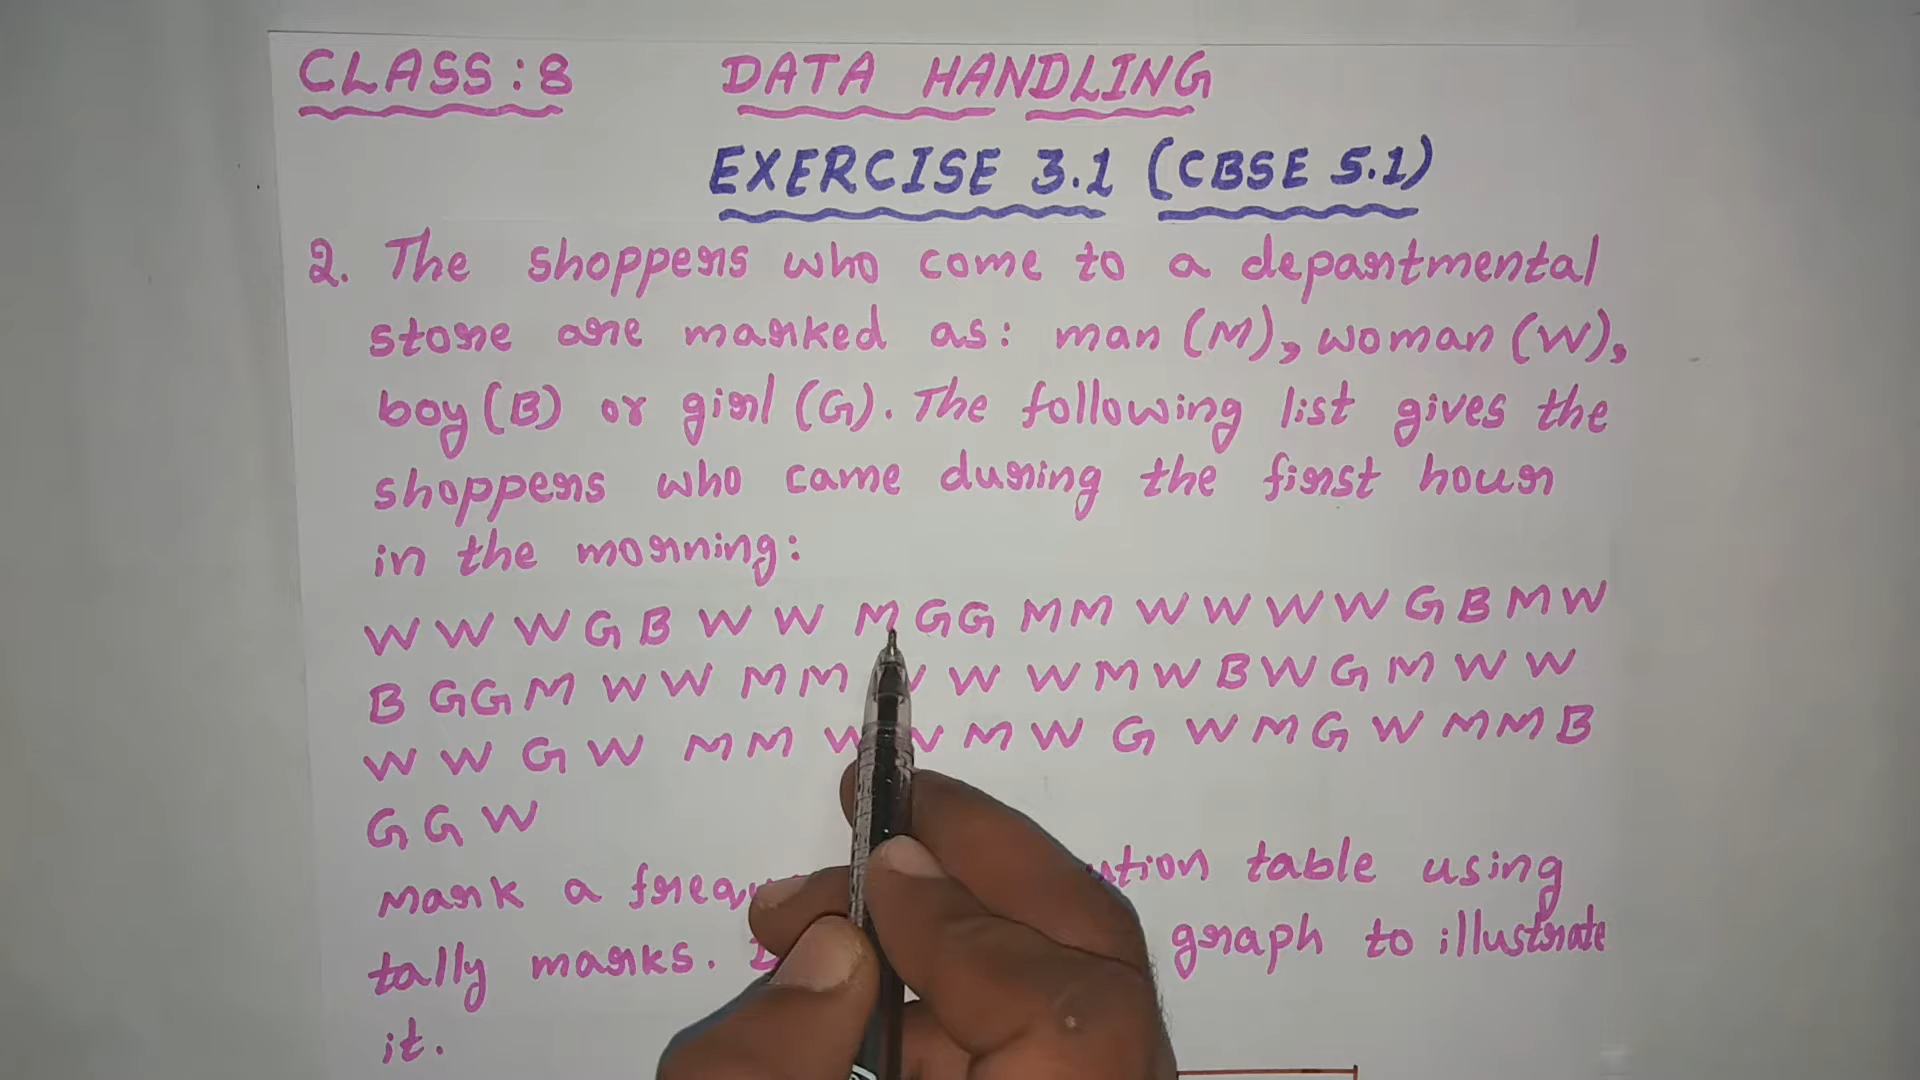 CLASS:8 DATA HANDLING
EXERCISE 3.1 (CBSE 5.1)
2. The shoppers who come to a departmental
store are marked as: man (M), woman (W),
boy (B) or girl (G). The following list gives the
shoppers who came during the first hour
in the morning:
W W W G B W W M G G M M W W W W G B M W
B G G M W W M M W W M W B W G M W W
W W G W M M W W M W G W M G W M M B
G G W
Mark a table using
tally marks. graph to illustrate
it.